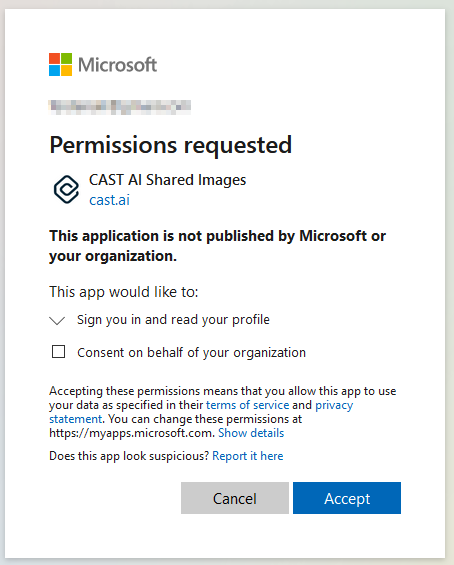 Microsoft
Permissions requested
CAST AI Shared Images
cast.ai
This application is not published by Microsoft or
your organization.
This app would like to:
Sign you in and read your profile
Consent on behalf of your organization
Accepting these permissions means that you allow this app to use
your data as specified in their terms of service and privacy
statement. You can change these permissions at
https://myapps.microsoft.com. Show details
Does this app look suspicious? Report it here
Cancel
Accept